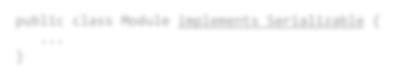 public class Module implements Serializable {
...
}